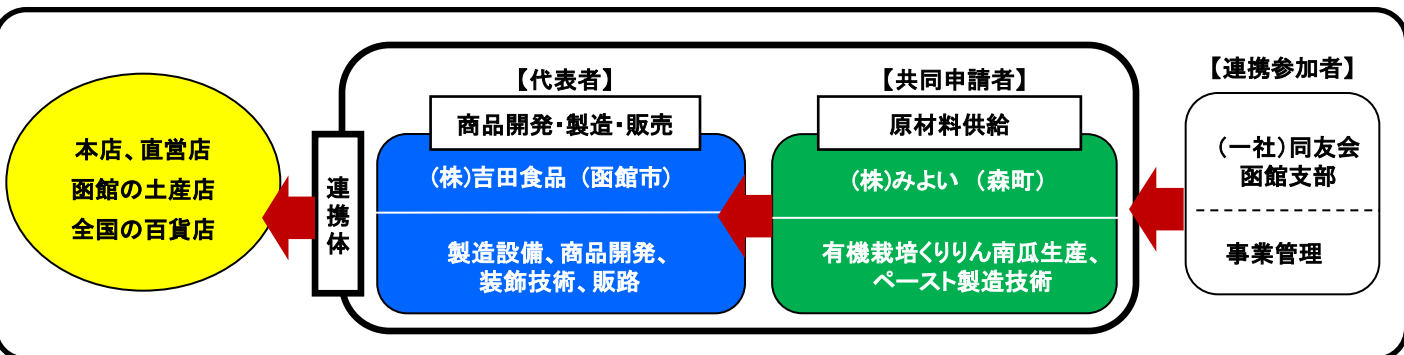 本店、直営店
函館の土産店
全国の百貨店
連携体
【代表者】
商品開発・製造・販売
(株)吉田食品 (函館市)
製造設備、商品開発、
装飾技術、販路
【共同申請者】
原材料供給
(株)みよい (森町)
有機栽培くりりん南瓜生産、
ペースト製造技術
【連携参加者】
(一社)同友会
函館支部
事業管理